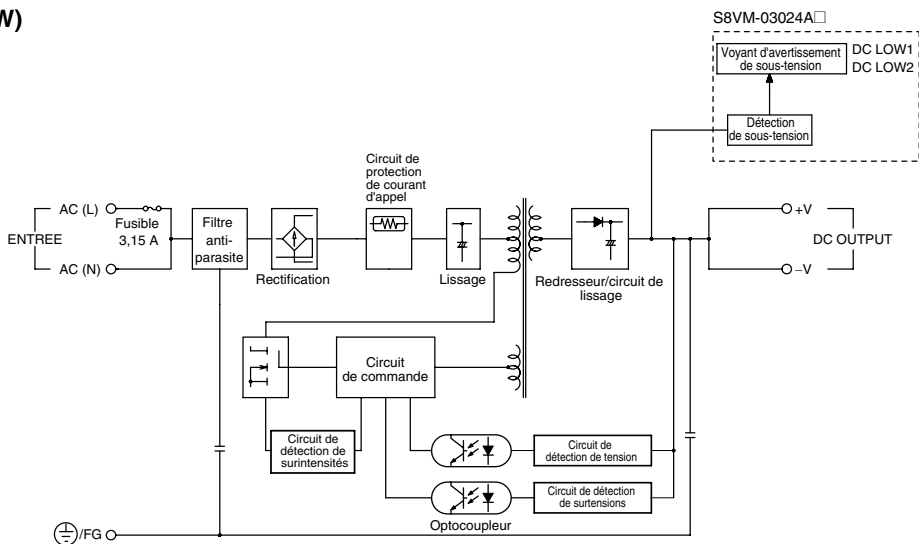 W)
S8VM-03024A□
Voyant d'avertissement
de sous-tension
DC LOW1
DC LOW2
Détection
de sous-tension
Circuit de
protection
de courant
d'appel
AC (L)
Fusible
3,15 A
ENTREE
AC (N)
Filtre
anti-
parasite
Rectification
Lissage
Redresseur/circuit de
lissage
+V
DC OUTPUT
–V
Circuit
de commande
Circuit de
détection de
surintensités
Circuit de
détection de tension
Circuit de détection
de surtensions
Optocoupleur
/FG